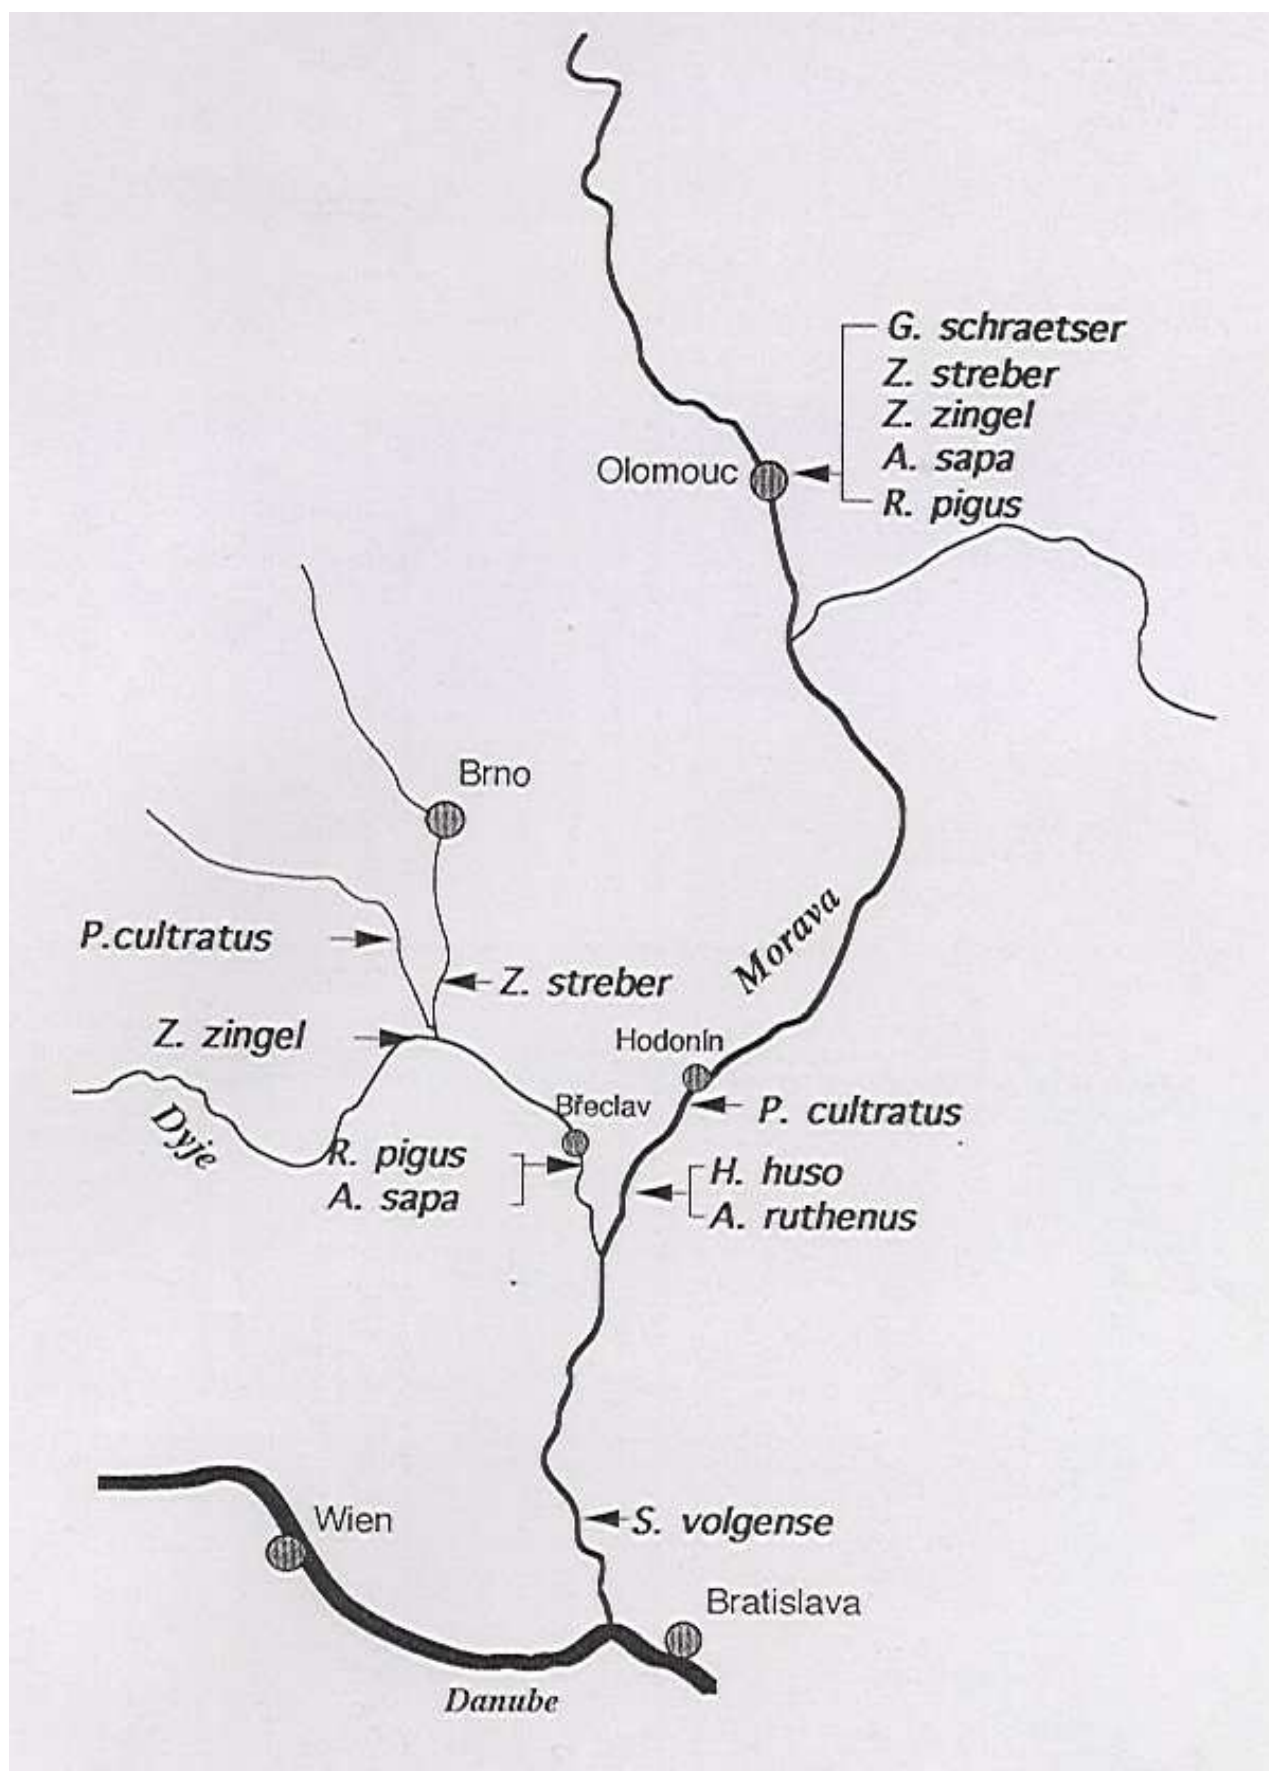 G. schraetser
Z. streber
Z. zingel
A. sapa
R. pigus
Olomouc
Brno
Morava
P.cultratus
Z. streber
Z. zingel
Hodonín
Břeclav
P. cultratus
Dyje
R. pigus
A. sapa
H. huso
A. ruthenus
S. volgense
Wien
Bratislava
Danube